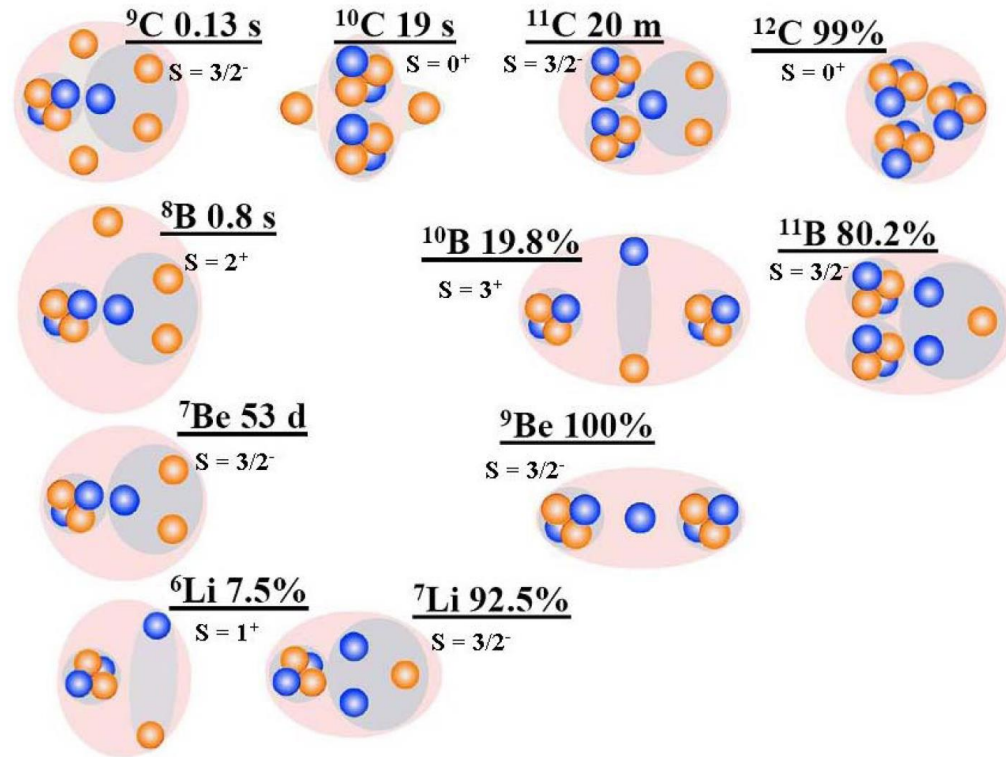 ⁹C 0.13 s
S = 3/2⁻
¹⁰C 19 s
S = 0⁺
¹¹C 20 m
S = 3/2⁻
¹²C 99%
S = 0⁺
⁸B 0.8 s
S = 2⁺
¹⁰B 19.8%
S = 3⁺
¹¹B 80.2%
S = 3/2⁻
⁷Be 53 d
S = 3/2⁻
⁹Be 100%
S = 3/2⁻
⁶Li 7.5%
S = 1⁺
⁷Li 92.5%
S = 3/2⁻